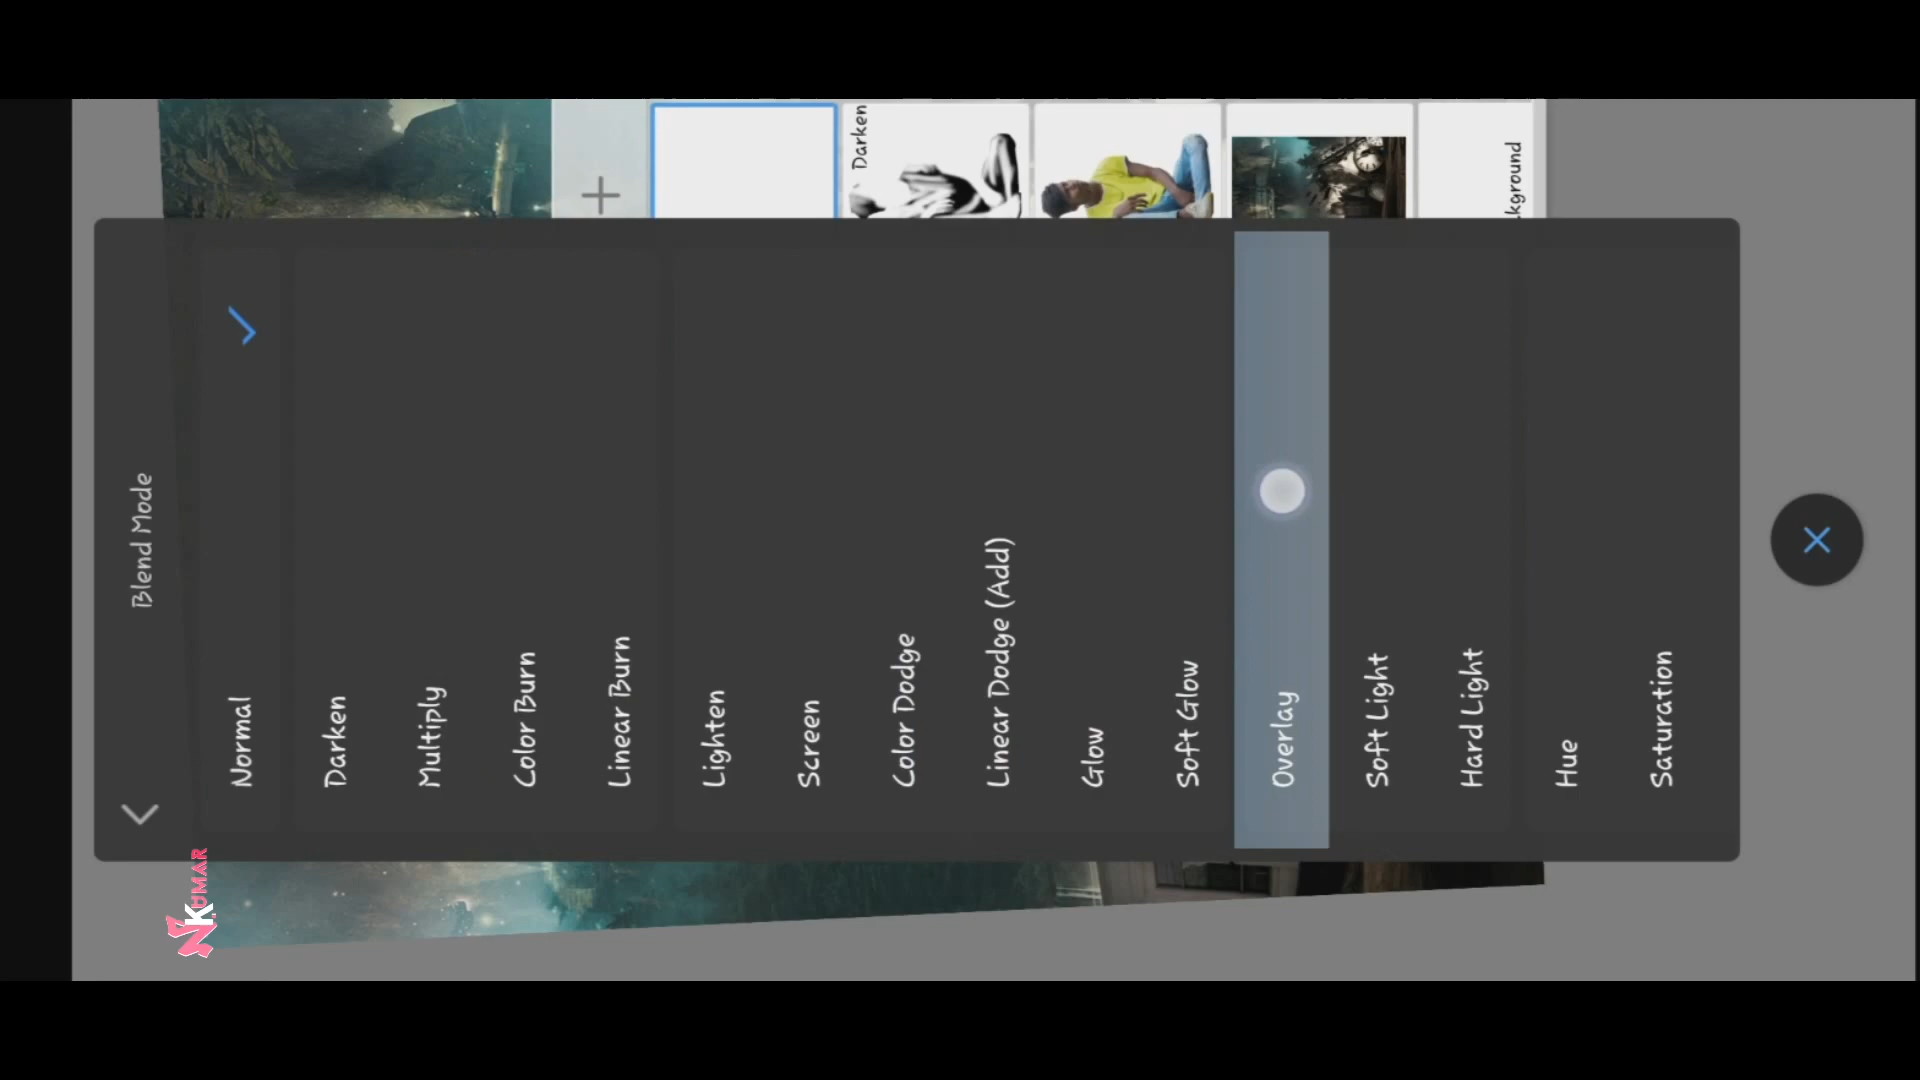 Blend Mode
Normal
Darken
Multiply
Color Burn
Linear Burn
Lighten
Screen
Color Dodge
Linear Dodge (Add)
Glow
Soft Glow
Overlay
Soft Light
Hard Light
Hue
Saturation
Darken
kground
NKUMAR